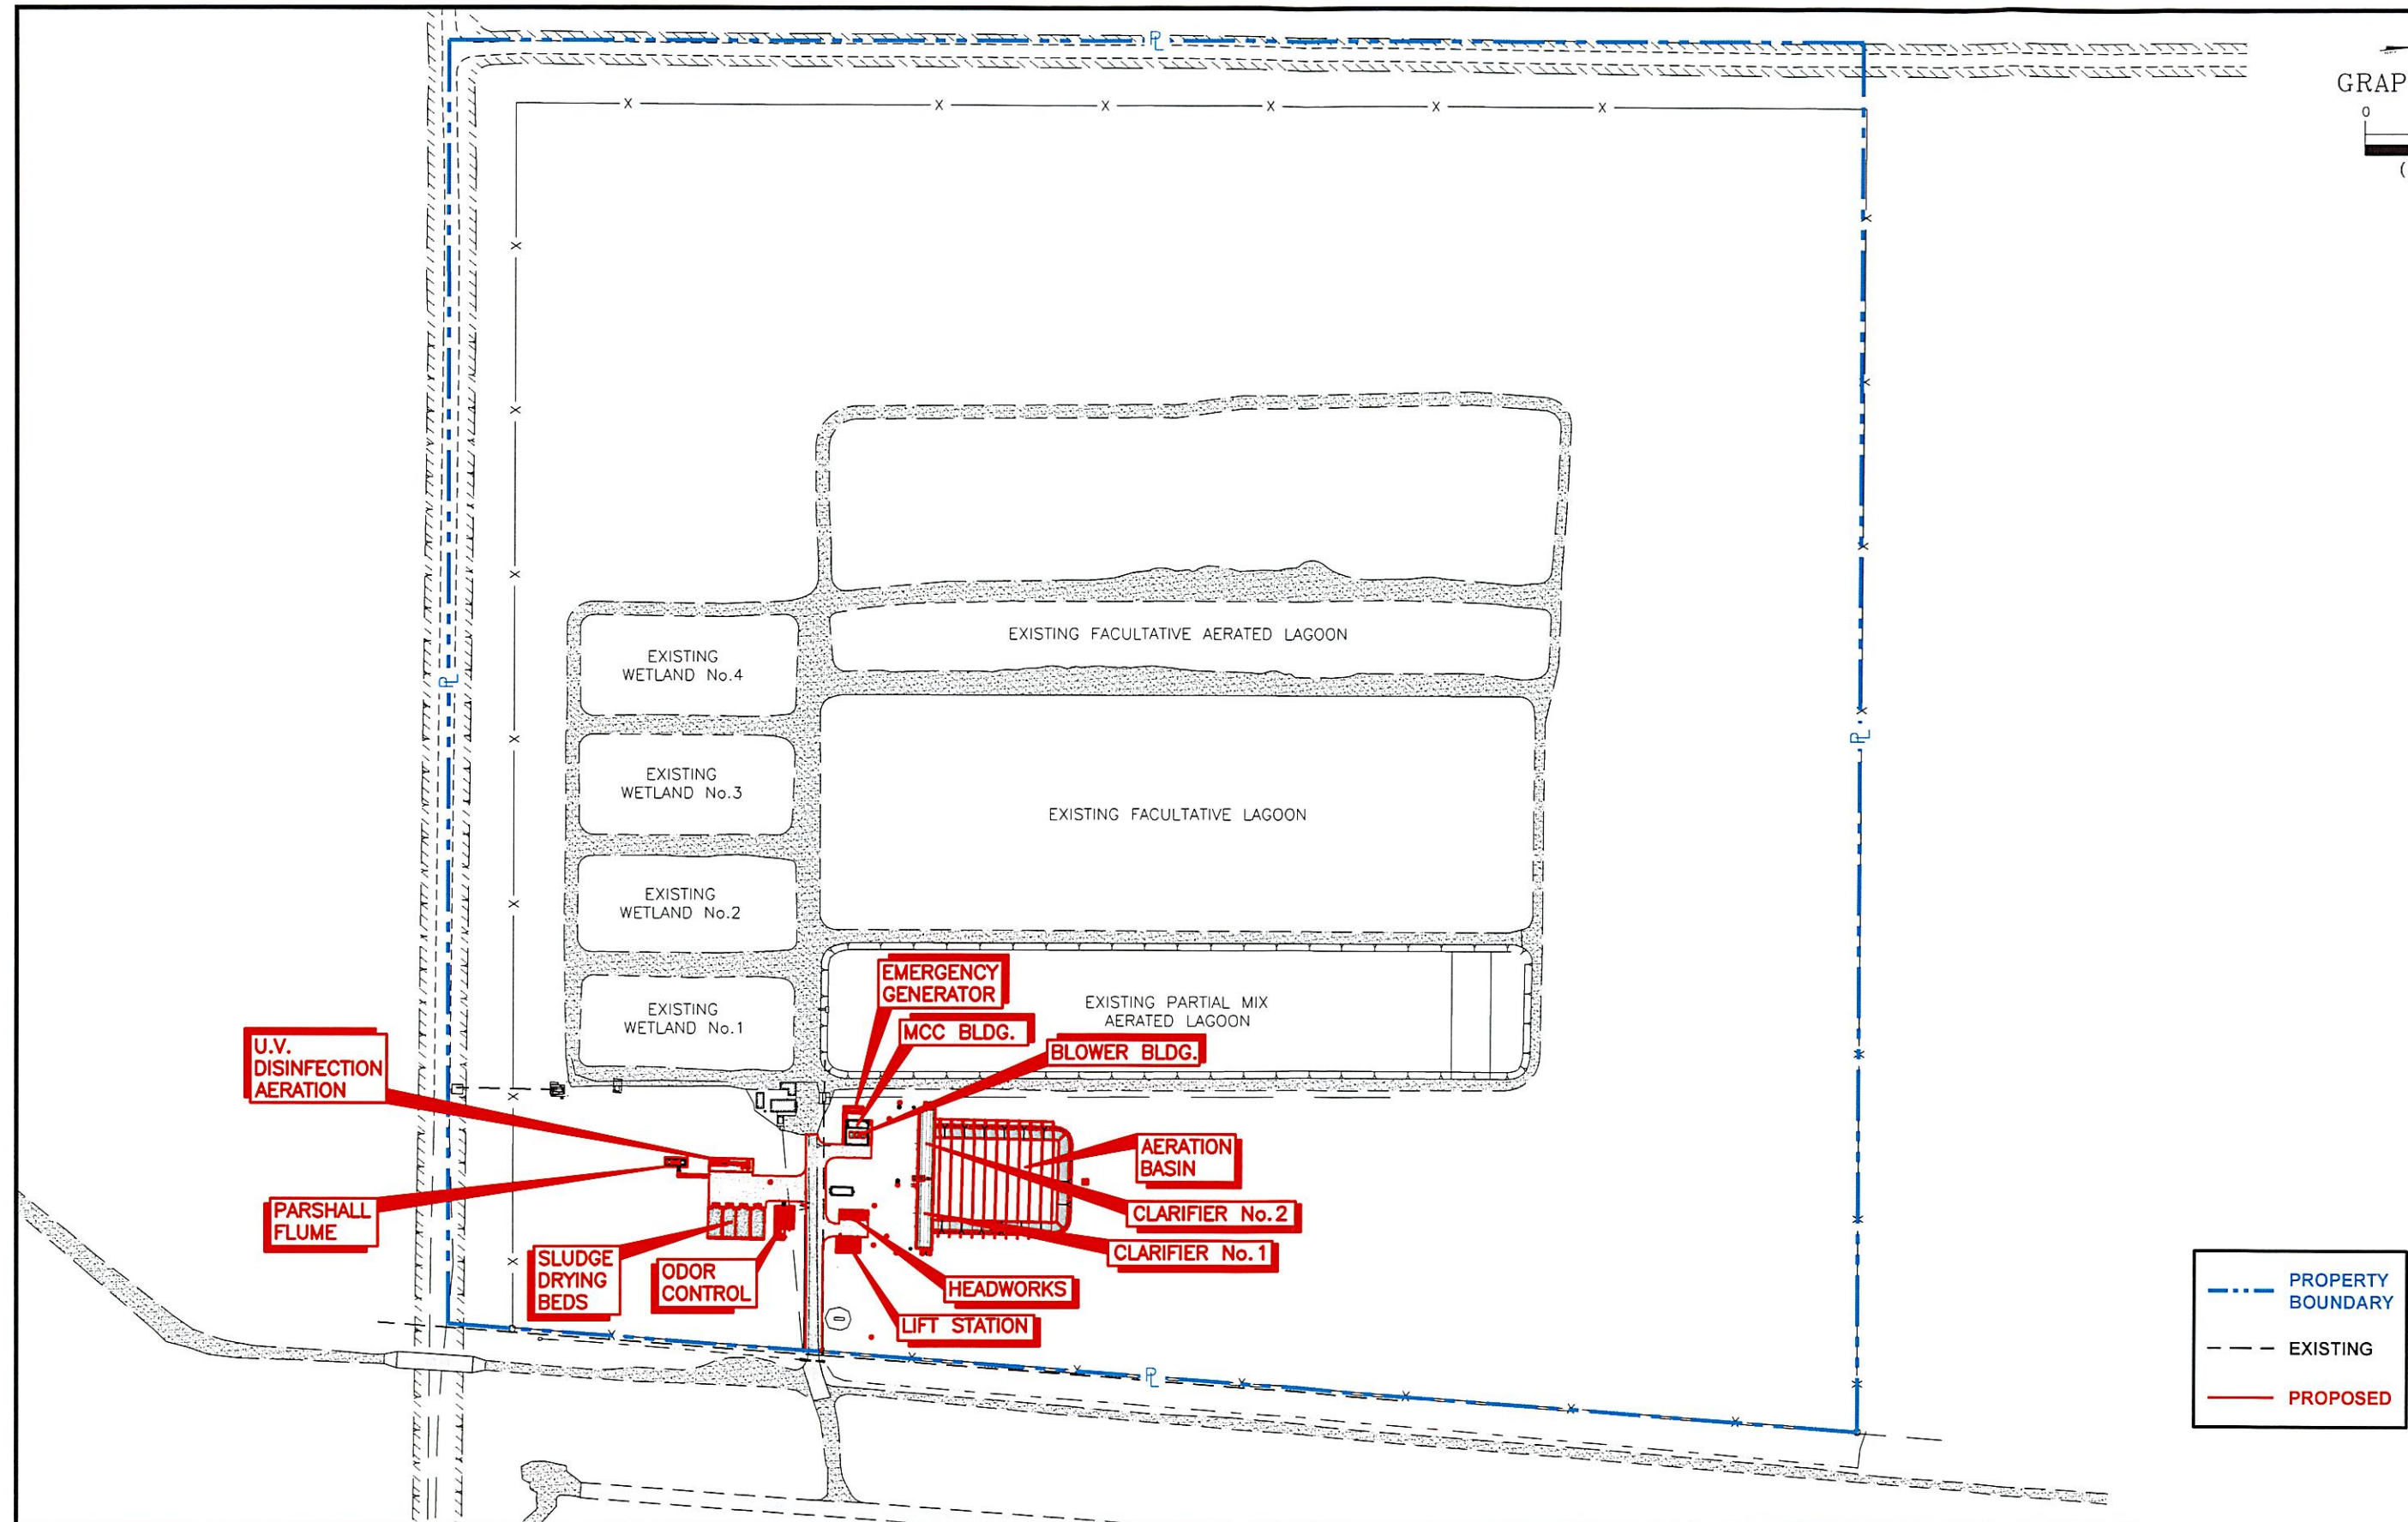 GRAP
0
(
EXISTING FACULTATIVE AERATED LAGOON
EXISTING
WETLAND No.4
EXISTING
WETLAND No.3
EXISTING FACULTATIVE LAGOON
EXISTING
WETLAND No.2
EMERGENCY
GENERATOR
EXISTING PARTIAL MIX
AERATED LAGOON
EXISTING
WETLAND No.1
MCC BLDG.
BLOWER BLDG.
U.V.
DISINFECTION
AERATION
AERATION
BASIN
PARSHALL
FLUME
CLARIFIER No.2
CLARIFIER No.1
SLUDGE
DRYING
BEDS
ODOR
CONTROL
HEADWORKS
LIFT STATION
PROPERTY
BOUNDARY
EXISTING
PROPOSED